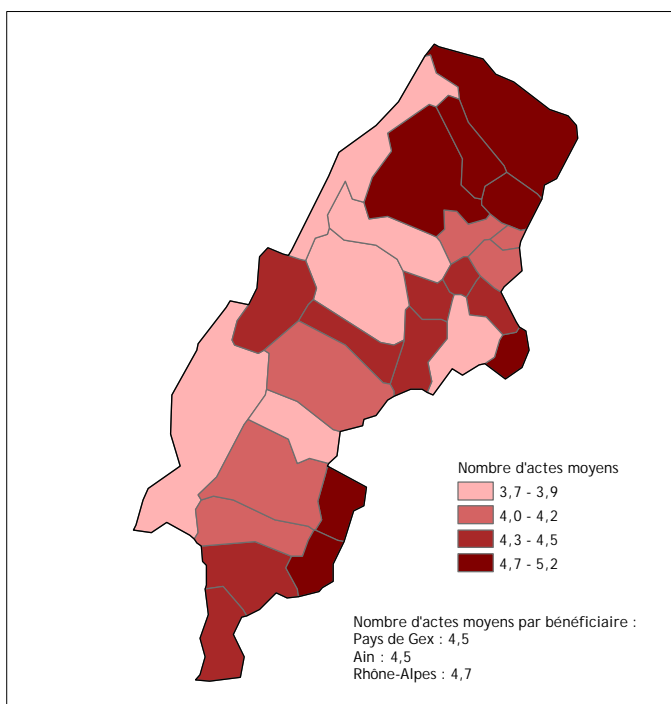 Nombre d'actes moyens
3,7 - 3,9
4,0 - 4,2
4,3 - 4,5
4,7 - 5,2
Nombre d'actes moyens par bénéficiaire :
Pays de Gex : 4,5
Ain : 4,5
Rhône-Alpes : 4,7